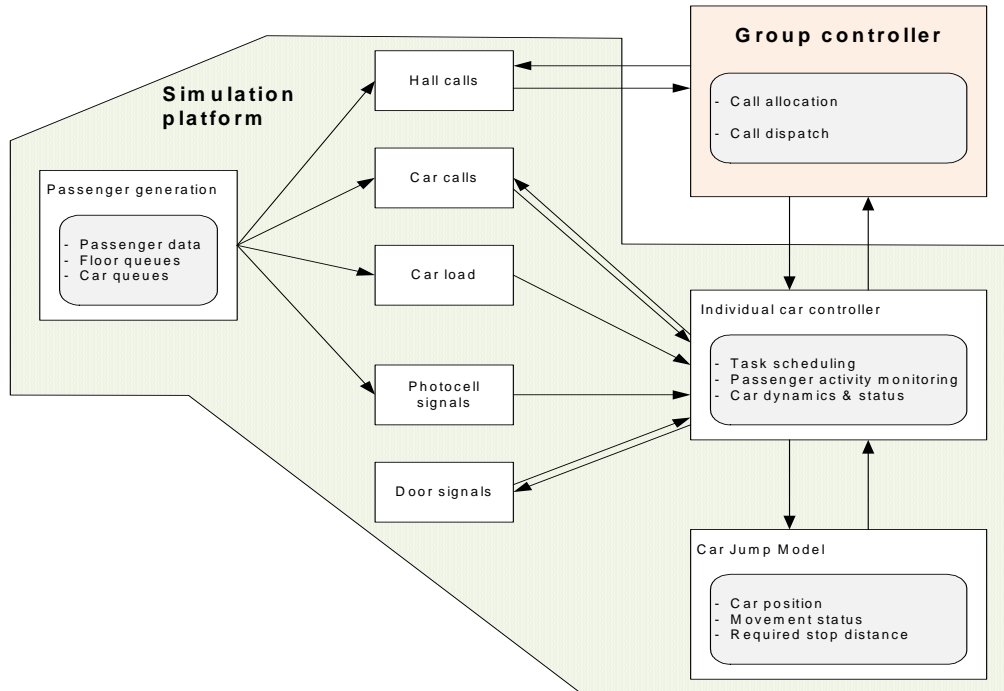 Group controller
- Call allocation
- Call dispatch
Simulation
platform
Hall calls
Passenger generation
- Passenger data
- Floor queues
- Car queues
Car calls
Car load
Photocell
signals
Door signals
Individual car controller
- Task scheduling
- Passenger activity monitoring
- Car dynamics & status
Car Jump Model
- Car position
- Movement status
- Required stop distance